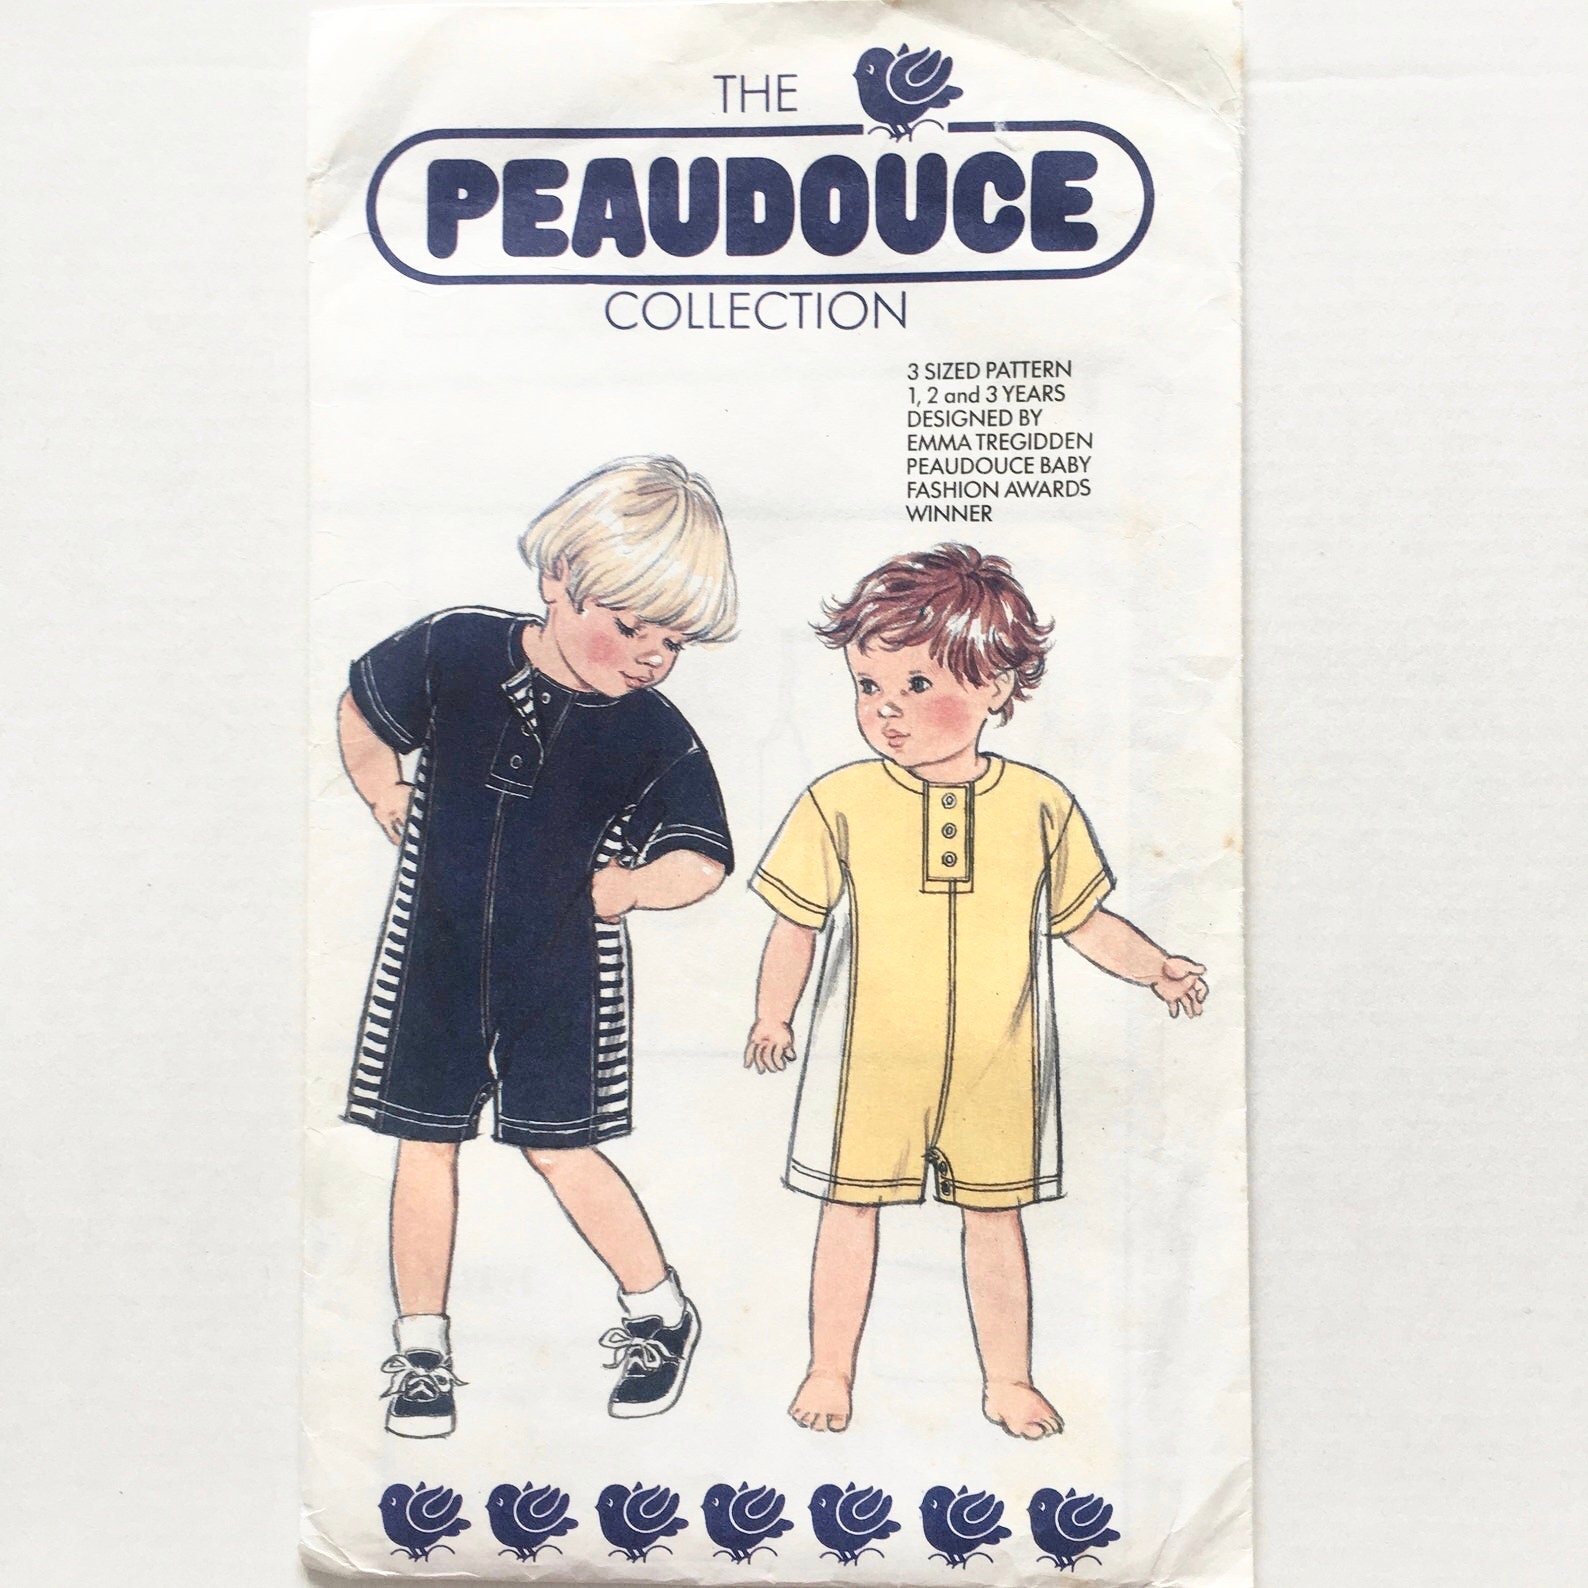 THE
PEAUDOUCE
COLLECTION
3 SIZED PATTERN
1, 2 and 3 YEARS
DESIGNED BY
EMMA TREGIDDEN
PEAUDOUCE BABY
FASHION AWARDS
WINNER